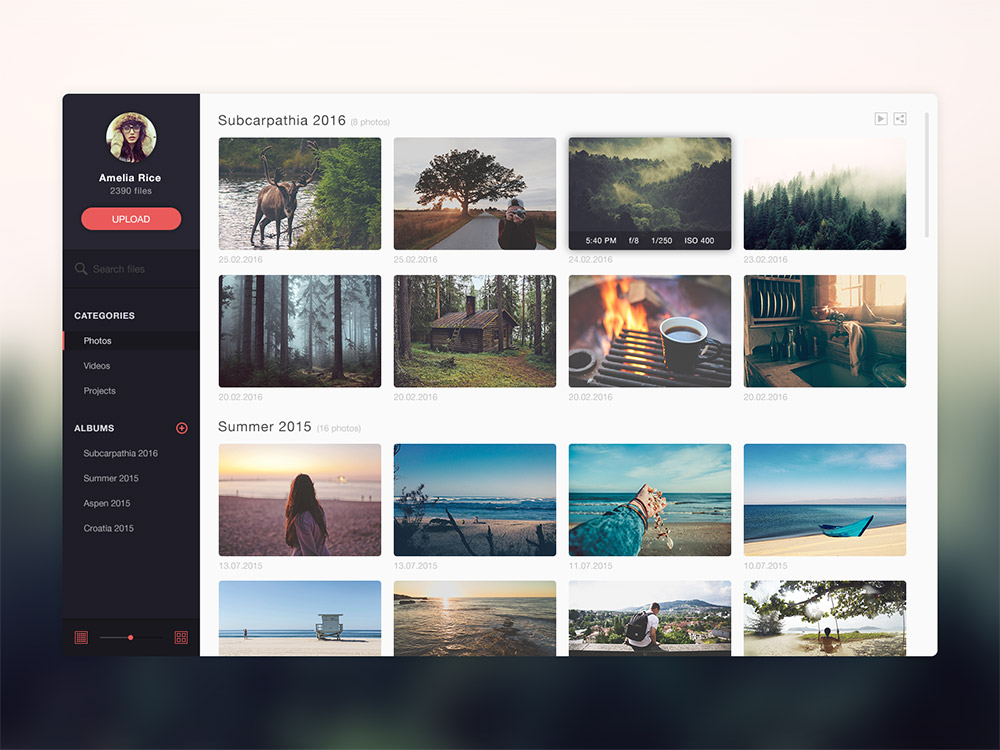 Amelia Rice
2390 files
UPLOAD
Search files
CATEGORIES
Photos
Videos
Projects
ALBUMS
Subcarpathia 2016
Summer 2015
Aspen 2015
Croatia 2015
Subcarpathia 2016 (8 photos)
5:40 PM f/8 1/250 ISO 400
25.02.2016 25.02.2016 24.02.2016 23.02.2016
20.02.2016 20.02.2016 20.02.2016 20.02.2016
Summer 2015 (16 photos)
13.07.2015 13.07.2015 11.07.2015 10.07.2015